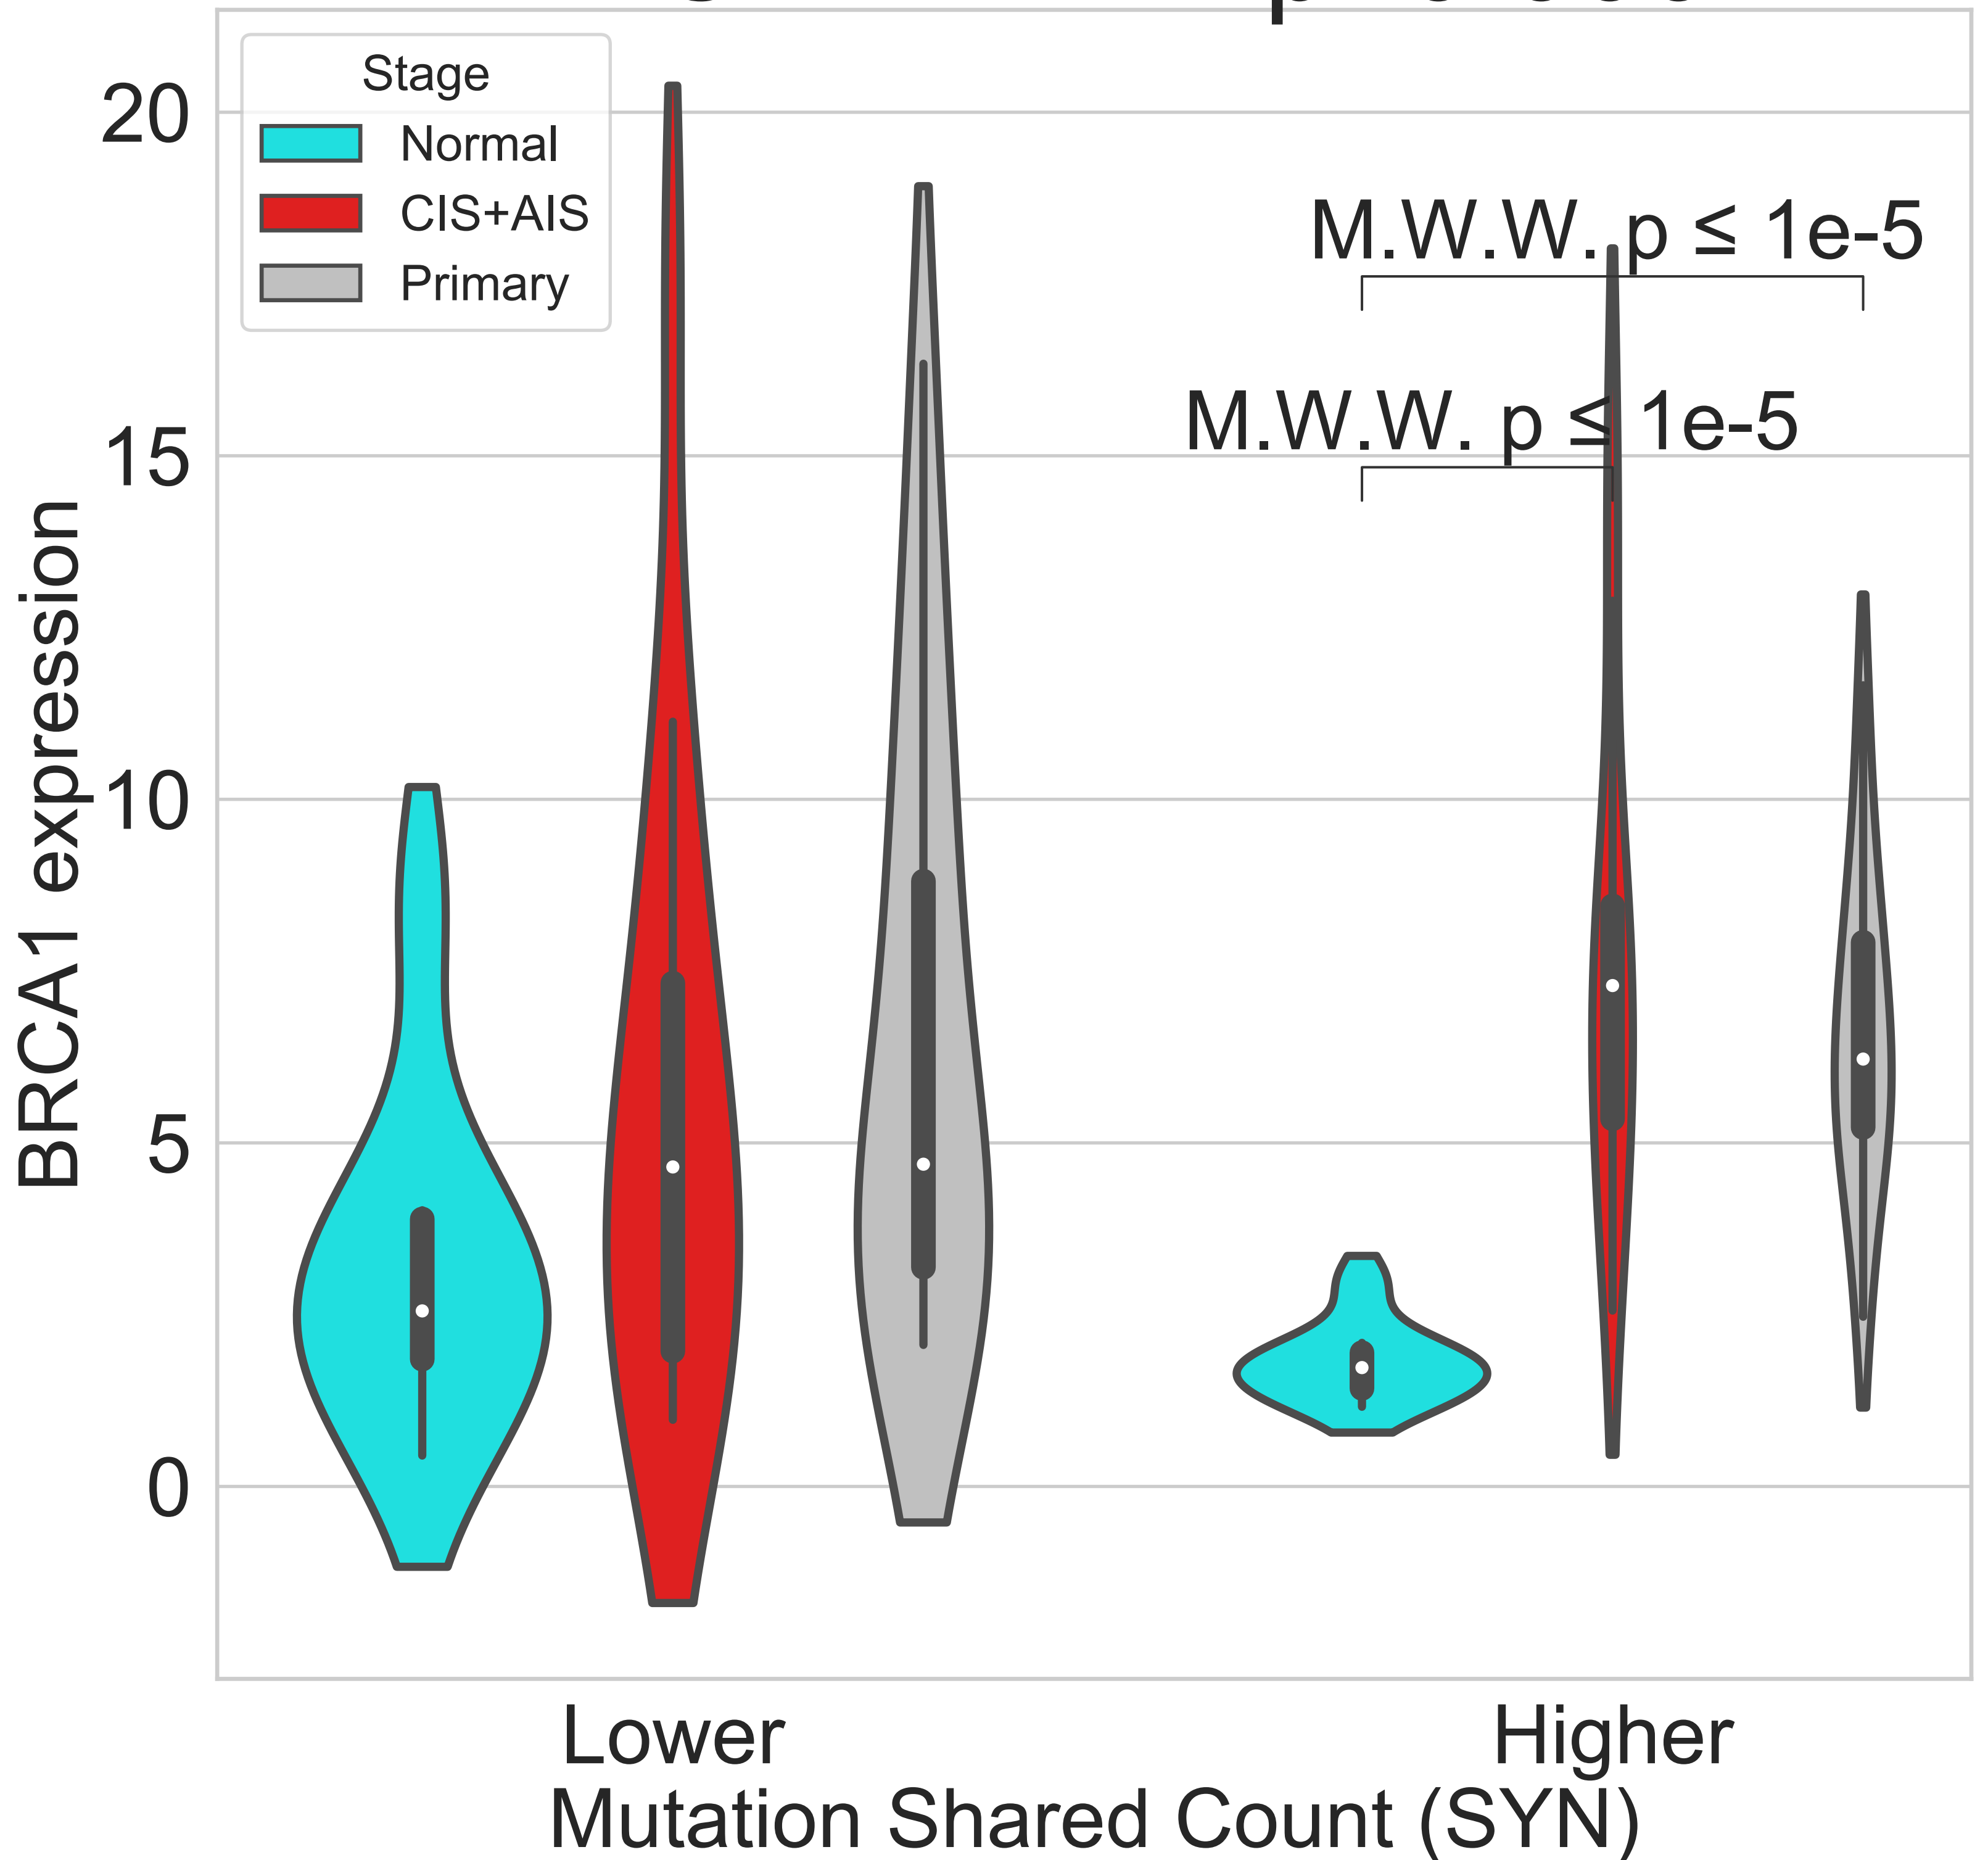 Stage
Normal
CIS+AIS
Primary
M.W.W. p ≤ 1e-5
M.W.W. p ≤ 1e-5
20
15
10
5
0
BRCA1 expression
Lower
Higher
Mutation Shared Count (SYN)